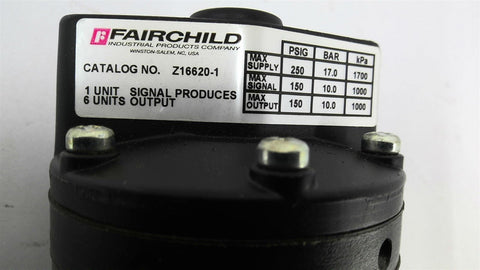 FAIRCHILD
INDUSTRIAL PRODUCTS COMPANY
WINSTON-SALEM, NC, USA
CATALOG NO. Z16620-1
1 UNIT SIGNAL PRODUCES
6 UNITS OUTPUT
PSIG BAR kPa
MAX SUPPLY 250 17.0 1700
MAX SIGNAL 150 10.0 1000
MAX OUTPUT 150 10.0 1000